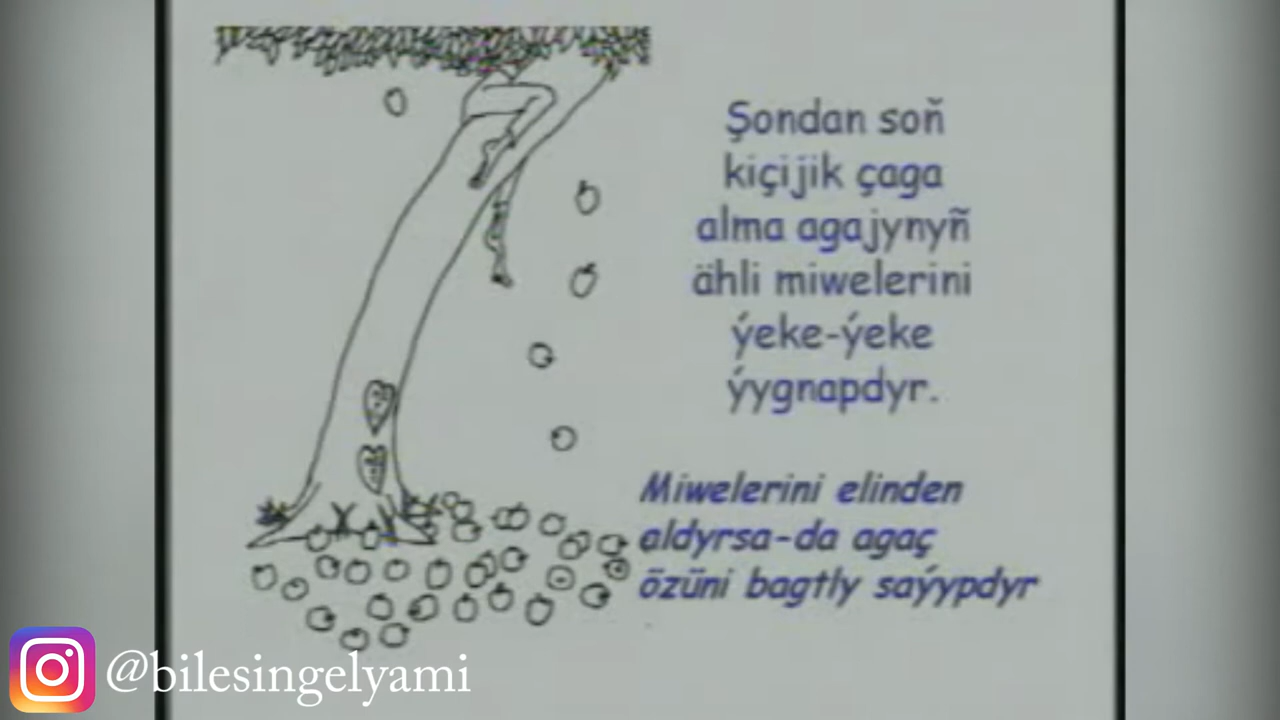 Şondan soň
kiçijik çaga
alma agajynyñ
ähli miwelerini
ýeke-ýeke
ýygnapdyr.
Miwelerini elinden
aldyrsa-da agaç
özüni bagtly saýypdyr
@bilesingelyami